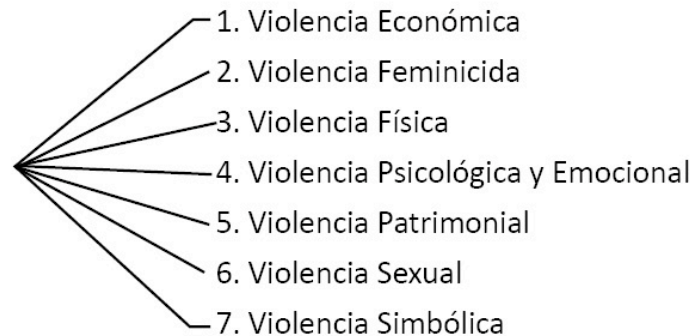 1. Violencia Económica
2. Violencia Feminicida
3. Violencia Física
4. Violencia Psicológica y Emocional
5. Violencia Patrimonial
6. Violencia Sexual
7. Violencia Simbólica